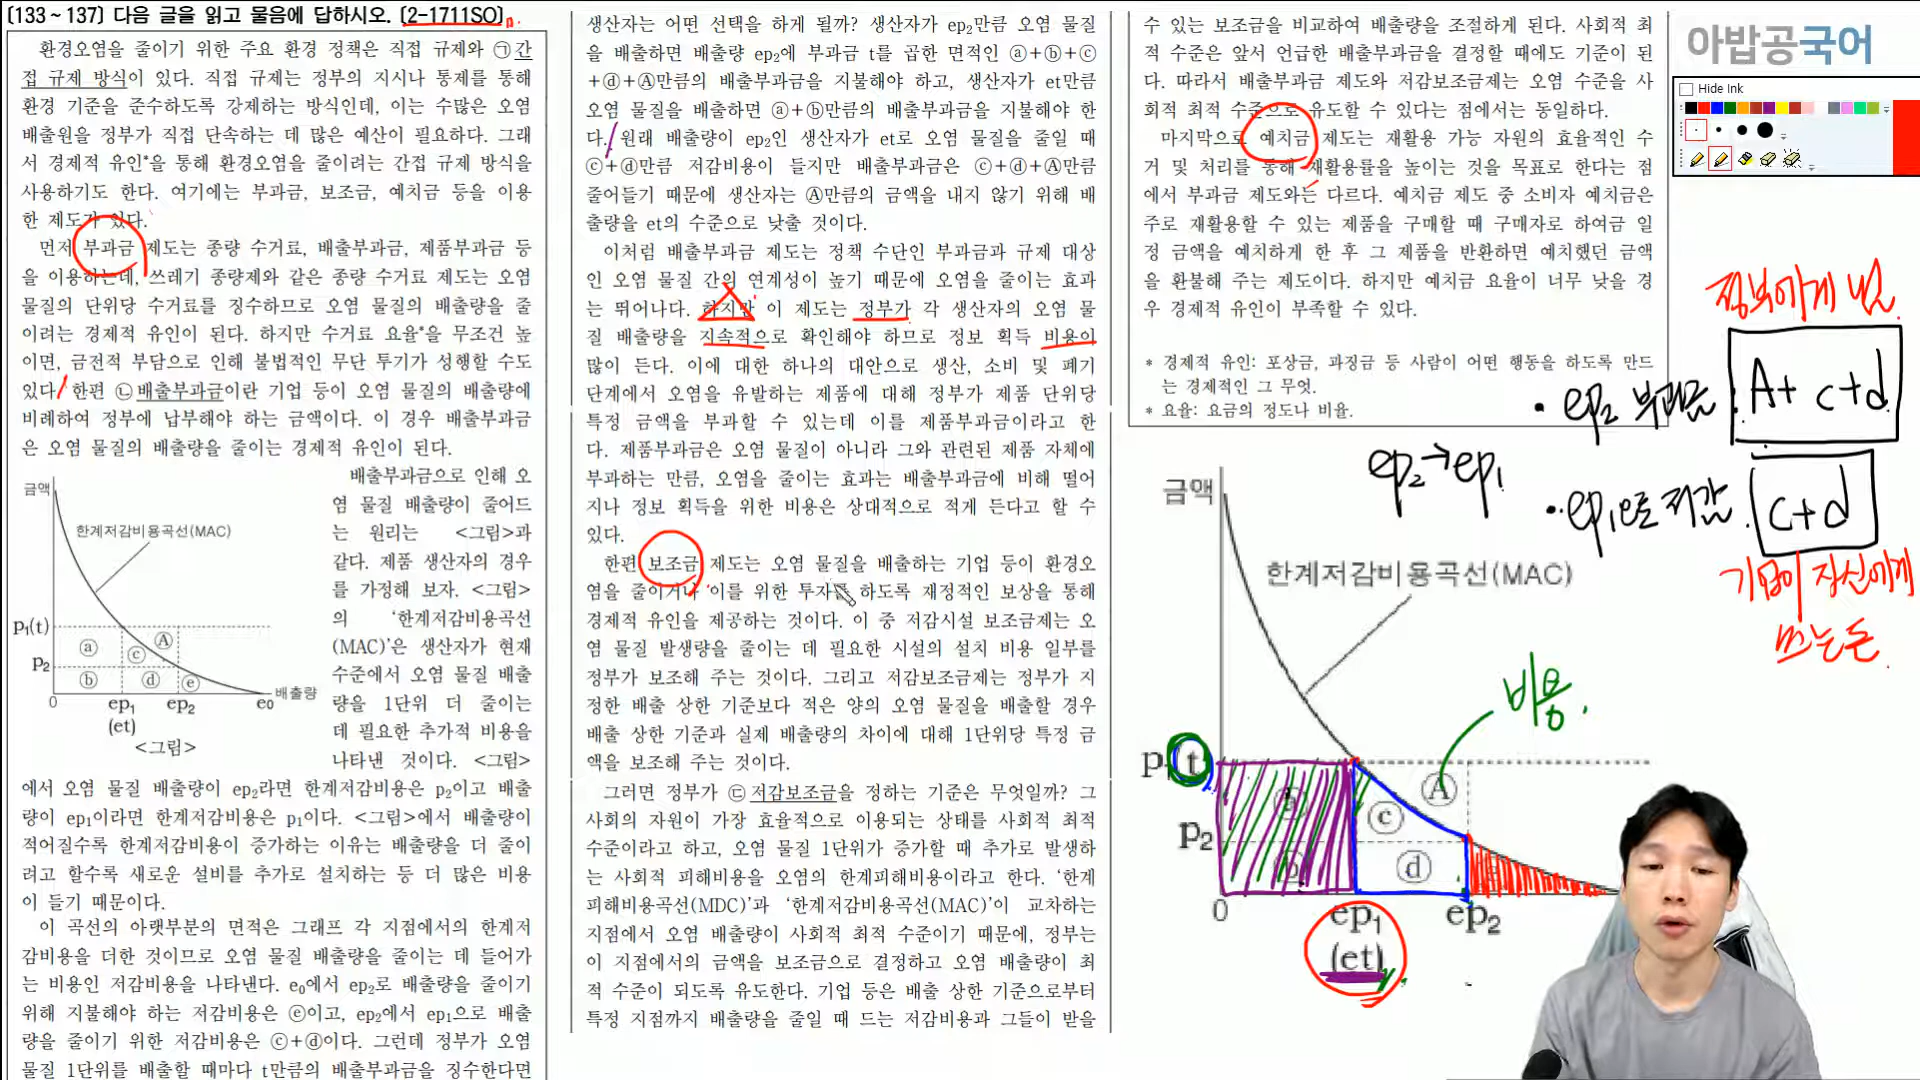 [133～137] 다음 글을 읽고 물음에 답하시오. [2-1711SO]
환경오염을 줄이기 위한 주요 환경 정책은 직접 규제와 ㉠간
접 규제 방식이 있다. 직접 규제는 정부의 지시나 통제를 통해
환경 기준을 준수하도록 강제하는 방식인데, 이는 수많은 오염
배출원을 정부가 직접 단속하는 데 많은 예산이 필요하다. 그래
서 경제적 유인*을 통해 환경오염을 줄이려는 간접 규제 방식을
사용하기도 한다. 여기에는 부과금, 보조금, 예치금 등을 이용
한 제도가 있다.
먼저 부과금 제도는 종량 수거료, 배출부과금, 제품부과금 등
을 이용하는데, 쓰레기 종량제와 같은 종량 수거료 제도는 오염
물질의 단위당 수거료를 징수하므로 오염 물질의 배출량을 줄
이려는 경제적 유인이 된다. 하지만 수거료 요율*을 무조건 높
이면, 금전적 부담으로 인해 불법적인 무단 투기가 성행할 수도
있다. 한편 ㉡배출부과금이란 기업 등이 오염 물질의 배출량에
비례하여 정부에 납부해야 하는 금액이다. 이 경우 배출부과금
은 오염 물질의 배출량을 줄이는 경제적 유인이 된다.
금액
한계저감비용곡선(MAC)
p₁(t)
p₂
ⓐ
ⓑ
ⓒ
ⓓ
ⓔ
Ⓐ
배출량
0
ep₁
(et)
ep₂
e₀
<그림>
배출부과금으로 인해 오
염 물질 배출량이 줄어드
는 원리는 <그림>과
같다. 제품 생산자의 경우
를 가정해 보자. <그림>
의 ‘한계저감비용곡선
(MAC)’은 생산자가 현재
수준에서 오염 물질 배출
량을 1단위 더 줄이는
데 필요한 추가적 비용을
나타낸 것이다. <그림>
에서 오염 물질 배출량이 ep₂라면 한계저감비용은 p₂이고 배출
량이 ep₁이라면 한계저감비용은 p₁이다. <그림>에서 배출량이
적어질수록 한계저감비용이 증가하는 이유는 배출량을 더 줄이
려고 할수록 새로운 설비를 추가로 설치하는 등 더 많은 비용
이 들기 때문이다.
이 곡선의 아랫부분의 면적은 그래프 각 지점에서의 한계저
감비용을 더한 것이므로 오염 물질 배출량을 줄이는 데 들어가
는 비용인 저감비용을 나타낸다. e₀에서 ep₂로 배출량을 줄이기
위해 지불해야 하는 저감비용은 ⓔ이고, ep₂에서 ep₁으로 배출
량을 줄이기 위한 저감비용은 ⓒ+ⓓ이다. 그런데 정부가 오염
물질 1단위를 배출할 때마다 t만큼의 배출부과금을 징수한다면
생산자는 어떤 선택을 하게 될까? 생산자가 ep₂만큼 오염 물질
을 배출하면 배출량 ep₂에 부과금 t를 곱한 면적인 ⓐ+ⓑ+ⓒ
+ⓓ+Ⓐ만큼의 배출부과금을 지불해야 하고, 생산자가 et만큼
오염 물질을 배출하면 ⓐ+ⓑ만큼의 배출부과금을 지불해야 한
다. 원래 배출량이 ep₂인 생산자가 et로 오염 물질을 줄일 때
ⓒ+ⓓ만큼 저감비용이 들지만 배출부과금은 ⓒ+ⓓ+Ⓐ만큼
줄어들기 때문에 생산자는 Ⓐ만큼의 금액을 내지 않기 위해 배
출량을 et의 수준으로 낮출 것이다.
이처럼 배출부과금 제도는 정책 수단인 부과금과 규제 대상
인 오염 물질 간의 연계성이 높기 때문에 오염을 줄이는 효과
는 뛰어나다. 하지만 이 제도는 정부가 각 생산자의 오염 물
질 배출량을 지속적으로 확인해야 하므로 정보 획득 비용이
많이 든다. 이에 대한 하나의 대안으로 생산, 소비 및 폐기
단계에서 오염을 유발하는 제품에 대해 정부가 제품 단위당
특정 금액을 부과할 수 있는데 이를 제품부과금이라고 한
다. 제품부과금은 오염 물질이 아니라 그와 관련된 제품 자체에
부과하는 만큼, 오염을 줄이는 효과는 배출부과금에 비해 떨어
지나 정보 획득을 위한 비용은 상대적으로 적게 든다고 할 수
있다.
한편 보조금 제도는 오염 물질을 배출하는 기업 등이 환경오
염을 줄이거나 이를 위한 투자를 하도록 재정적인 보상을 통해
경제적 유인을 제공하는 것이다. 이 중 저감시설 보조금제는 오
염 물질 발생량을 줄이는 데 필요한 시설의 설치 비용 일부를
정부가 보조해 주는 것이다. 그리고 저감보조금제는 정부가 지
정한 배출 상한 기준보다 적은 양의 오염 물질을 배출할 경우
배출 상한 기준과 실제 배출량의 차이에 대해 1단위당 특정 금
액을 보조해 주는 것이다.
그러면 정부가 ㉢저감보조금을 정하는 기준은 무엇일까? 그
사회의 자원이 가장 효율적으로 이용되는 상태를 사회적 최적
수준이라고 하고, 오염 물질 1단위가 증가할 때 추가로 발생하
는 사회적 피해비용을 오염의 한계피해비용이라고 한다. ‘한계
피해비용곡선(MDC)’과 ‘한계저감비용곡선(MAC)’이 교차하는
지점에서 오염 배출량이 사회적 최적 수준이기 때문에, 정부는
이 지점에서의 금액을 보조금으로 결정하고 오염 배출량이 최
적 수준이 되도록 유도한다. 기업 등은 배출 상한 기준으로부터
특정 지점까지 배출량을 줄일 때 드는 저감비용과 그들이 받을
수 있는 보조금을 비교하여 배출량을 조절하게 된다. 사회적 최
적 수준은 앞서 언급한 배출부과금을 결정할 때에도 기준이 된
다. 따라서 배출부과금 제도와 저감보조금제는 오염 수준을 사
회적 최적 수준으로 유도할 수 있다는 점에서는 동일하다.
마지막으로 예치금 제도는 재활용 가능 자원의 효율적인 수
거 및 처리를 통해 재활용률을 높이는 것을 목표로 한다는 점
에서 부과금 제도와는 다르다. 예치금 제도 중 소비자 예치금은
주로 재활용할 수 있는 제품을 구매할 때 구매자로 하여금 일
정 금액을 예치하게 한 후 그 제품을 반환하면 예치했던 금액
을 환불해 주는 제도이다. 하지만 예치금 요율이 너무 낮을 경
우 경제적 유인이 부족할 수 있다.
* 경제적 유인: 포상금, 과징금 등 사람이 어떤 행동을 하도록 만드
는 경제적인 그 무엇.
* 요율: 요금의 정도나 비율.
아밥공국어
Hide Ink
정부에게 낸
• ep₂ 부과금 A+ c+d
ep₂→ep₁
• ep₁으로 저감 c+d
기업이 자신에게
쓰는 돈
금액
한계저감비용곡선(MAC)
비용
p₁(t)
p₂
ⓐ
ⓑ
ⓒ
ⓓ
Ⓐ
0
ep₁
(et)
ep₂